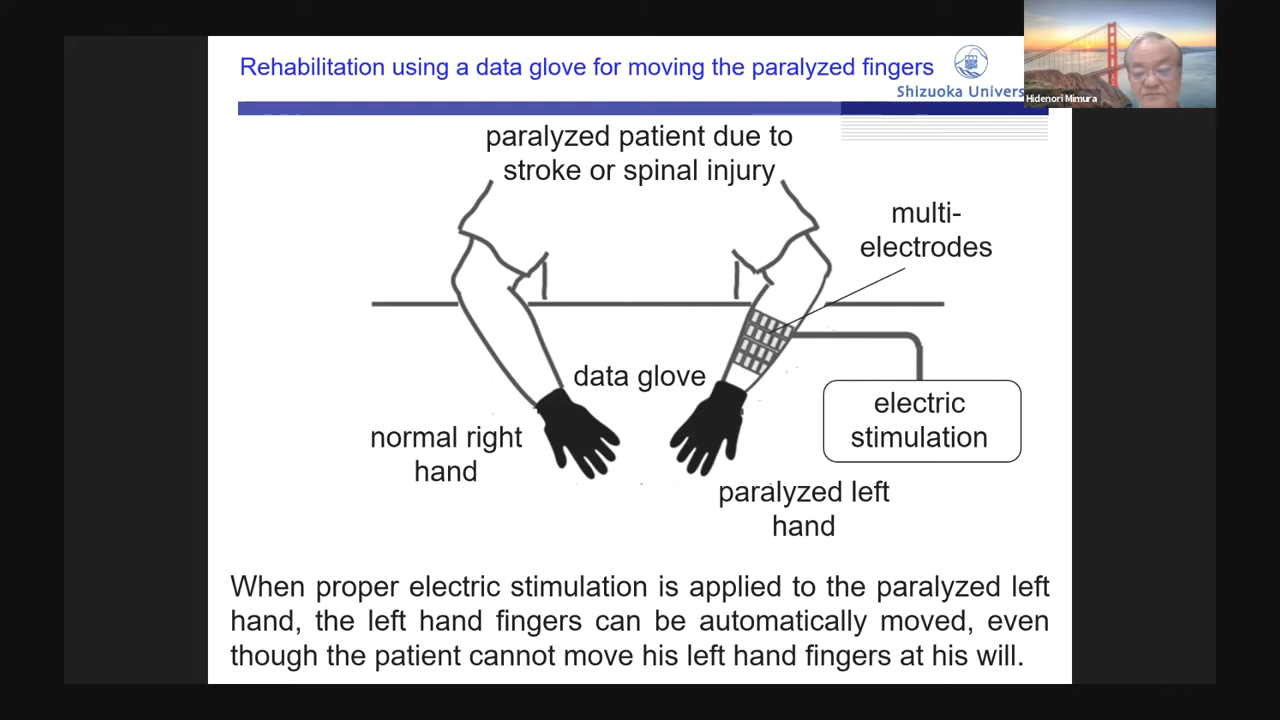 Rehabilitation using a data glove for moving the paralyzed fingers
Shizuoka Univers
Hidenori Mimura
paralyzed patient due to
stroke or spinal injury
multi-
electrodes
data glove
electric
stimulation
normal right
hand
paralyzed left
hand
When proper electric stimulation is applied to the paralyzed left
hand, the left hand fingers can be automatically moved, even
though the patient cannot move his left hand fingers at his will.